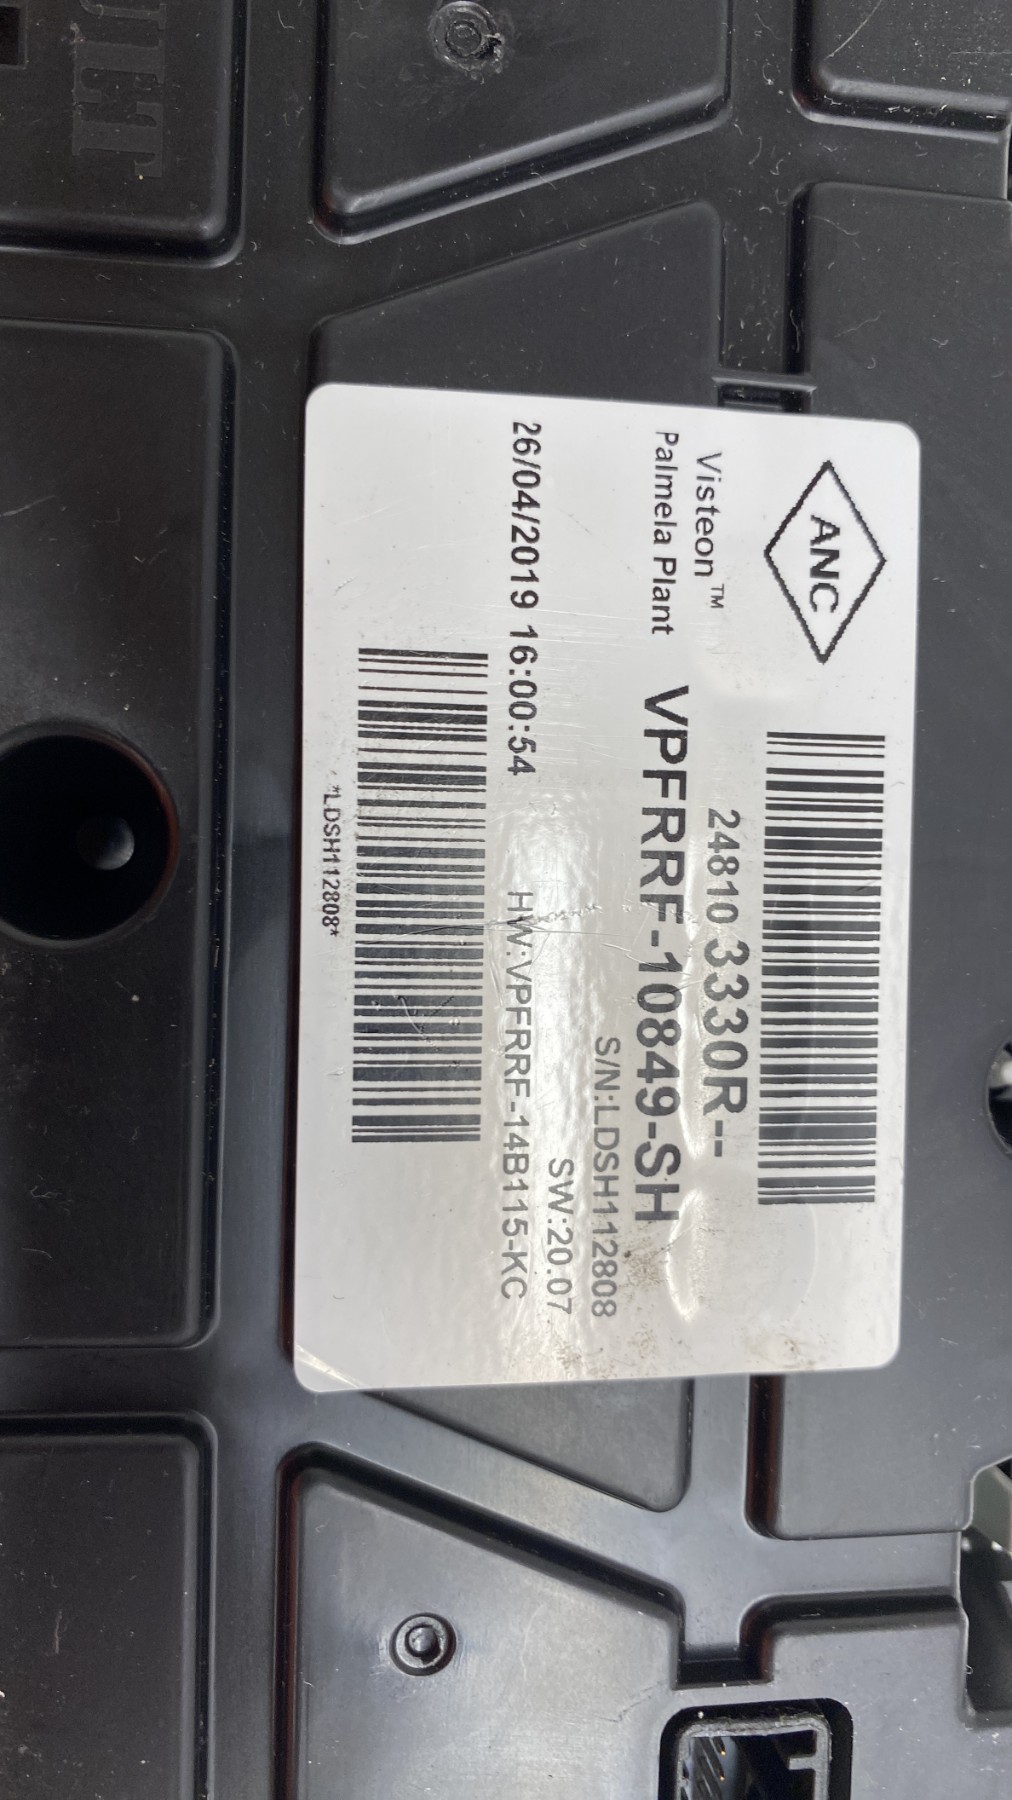 ANC
24810 3330R--
Visteon™
Palmela Plant
VPFRRF-10849-SH
S/N:LDSH112808
SW:20.07
26/04/2019 16:00:54
HW:VPFRRF-14B115-KC
*LDSH112808*